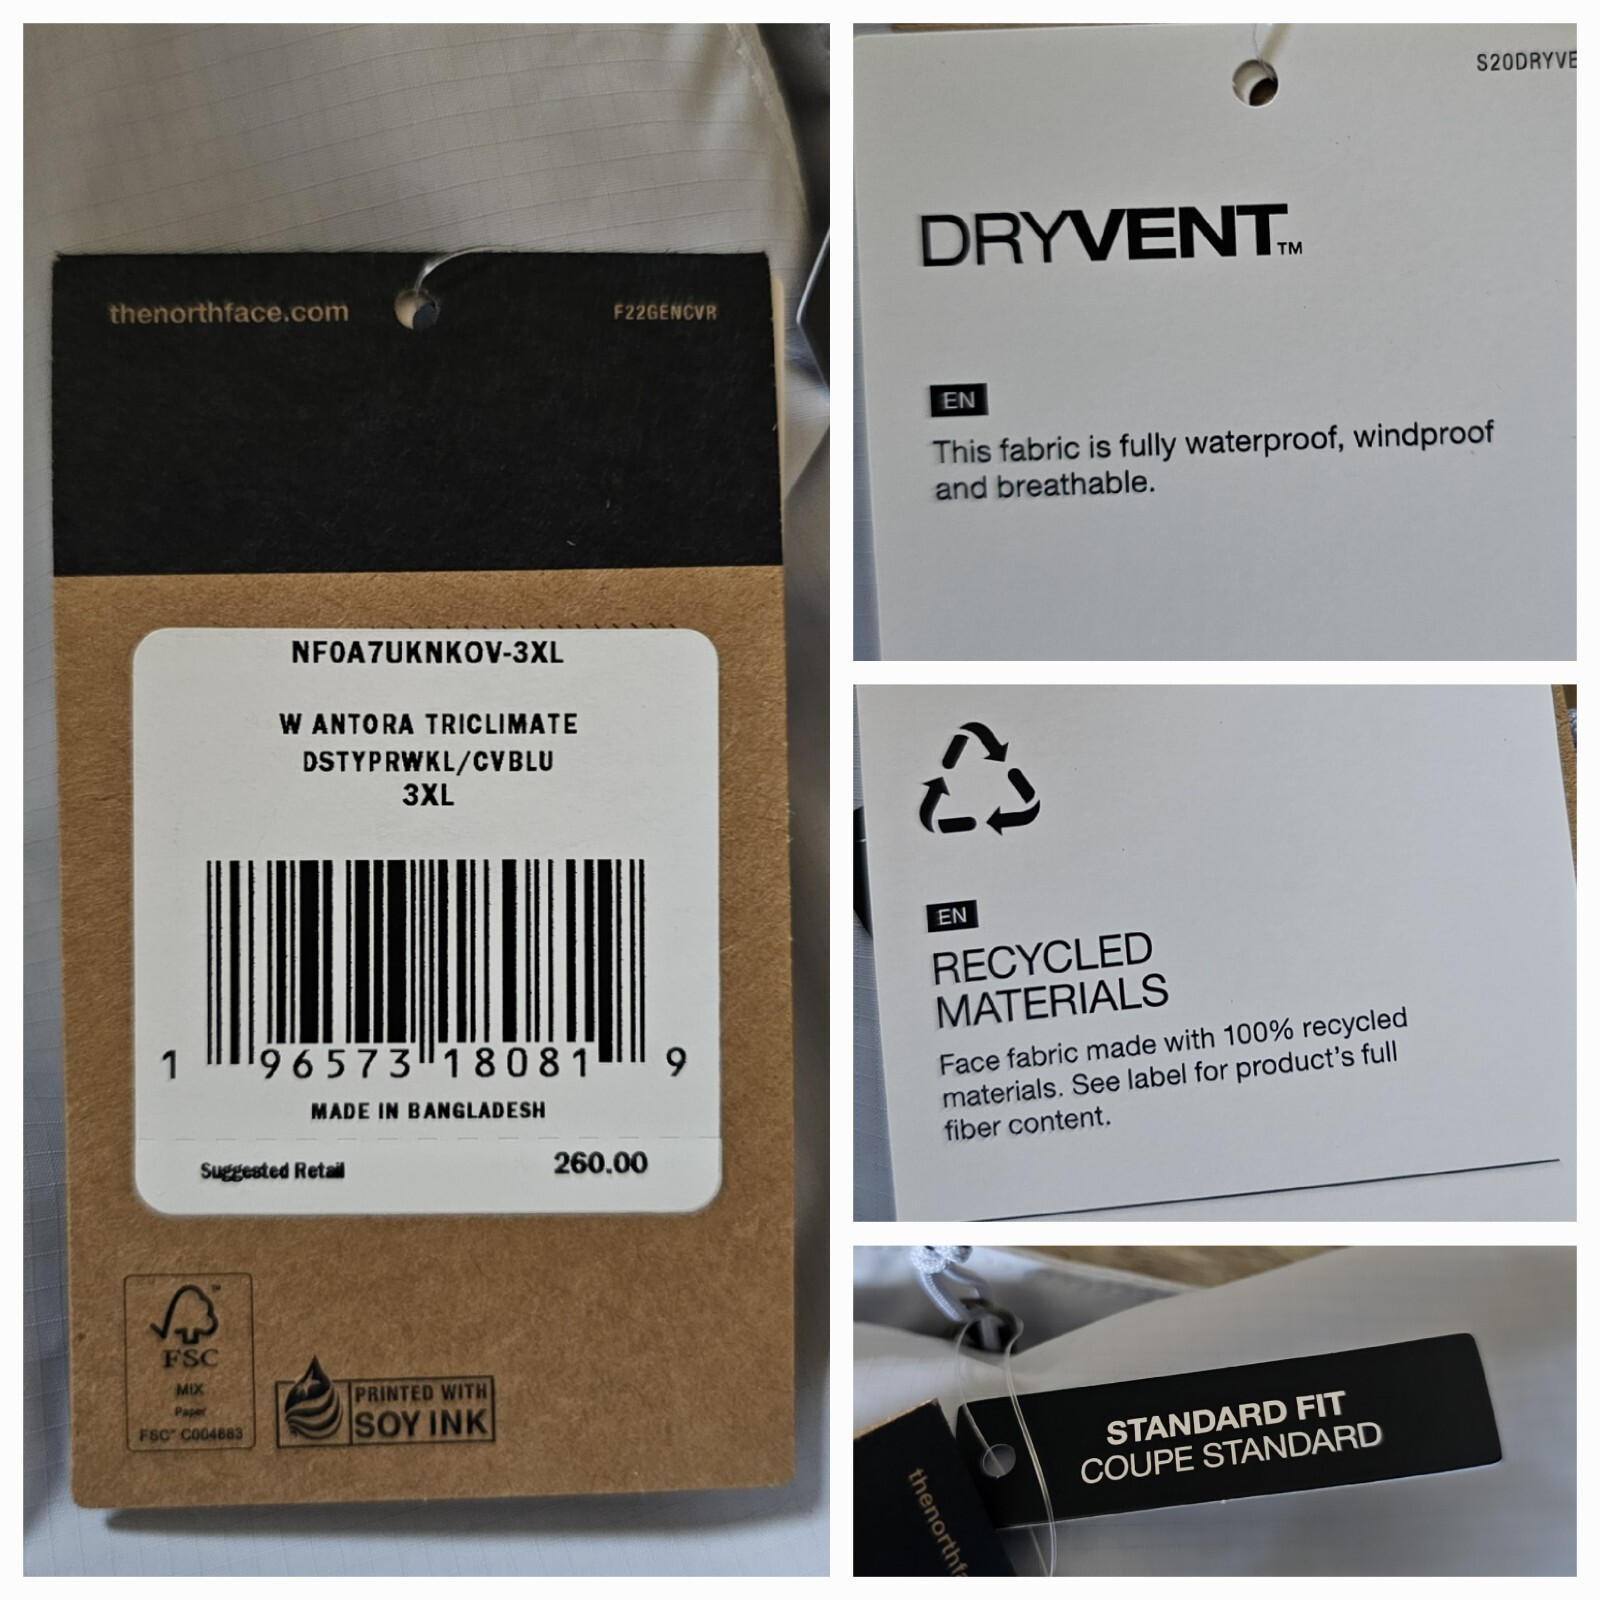 thenorthface.com
F22GENCVR
NF0A7UKNKOV-3XL
W ANTORA TRICLIMATE
DSTYPRWKL/CVBLU
3XL
1 96573 18081 9
MADE IN BANGLADESH
Suggested Retail 260.00
FSC
MIX
Paper
FSC™ C004683
PRINTED WITH
SOY INK
S20DRYVE
DRYVENT™
EN
This fabric is fully waterproof, windproof
and breathable.
EN
RECYCLED
MATERIALS
Face fabric made with 100% recycled
materials. See label for product's full
fiber content.
STANDARD FIT
COUPE STANDARD
thenorthfa